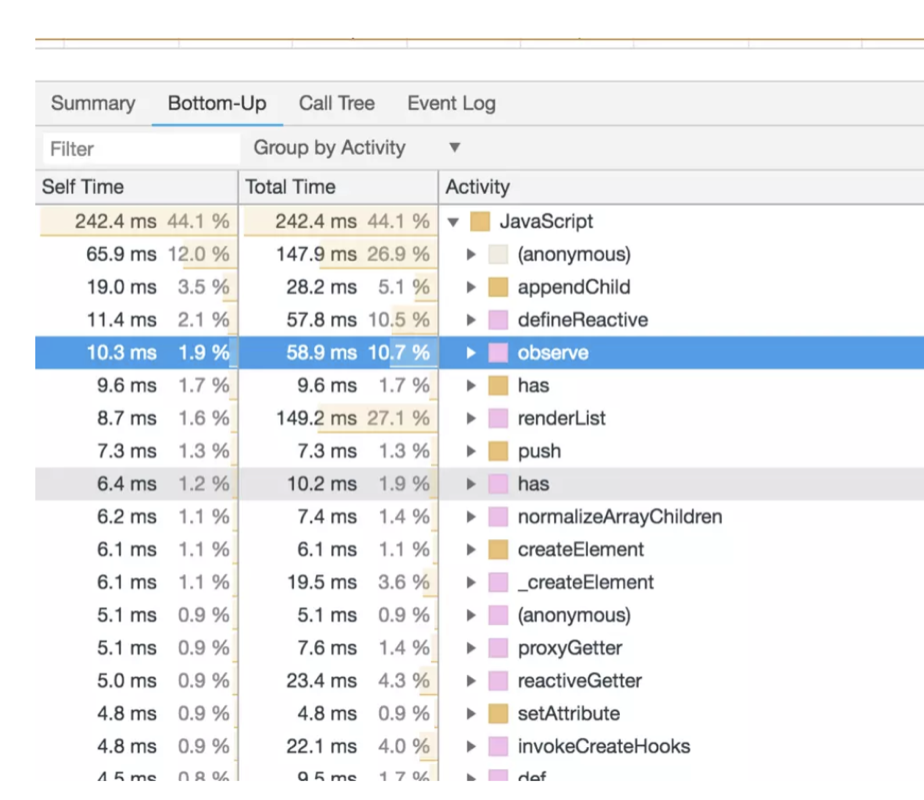 Summary Bottom-Up Call Tree Event Log
Filter Group by Activity ▼
Self Time Total Time Activity
242.4 ms 44.1 % 242.4 ms 44.1 % ▼ JavaScript
65.9 ms 12.0 % 147.9 ms 26.9 % ▶ (anonymous)
19.0 ms 3.5 % 28.2 ms 5.1 % ▶ appendChild
11.4 ms 2.1 % 57.8 ms 10.5 % ▶ defineReactive
10.3 ms 1.9 % 58.9 ms 10.7 % ▶ observe
9.6 ms 1.7 % 9.6 ms 1.7 % ▶ has
8.7 ms 1.6 % 149.2 ms 27.1 % ▶ renderList
7.3 ms 1.3 % 7.3 ms 1.3 % ▶ push
6.4 ms 1.2 % 10.2 ms 1.9 % ▶ has
6.2 ms 1.1 % 7.4 ms 1.4 % ▶ normalizeArrayChildren
6.1 ms 1.1 % 6.1 ms 1.1 % ▶ createElement
6.1 ms 1.1 % 19.5 ms 3.6 % ▶ _createElement
5.1 ms 0.9 % 5.1 ms 0.9 % ▶ (anonymous)
5.1 ms 0.9 % 7.6 ms 1.4 % ▶ proxyGetter
5.0 ms 0.9 % 23.4 ms 4.3 % ▶ reactiveGetter
4.8 ms 0.9 % 4.8 ms 0.9 % ▶ setAttribute
4.8 ms 0.9 % 22.1 ms 4.0 % ▶ invokeCreateHooks
4.5 ms 0.8 % 9.5 ms 1.7 % ▶ def